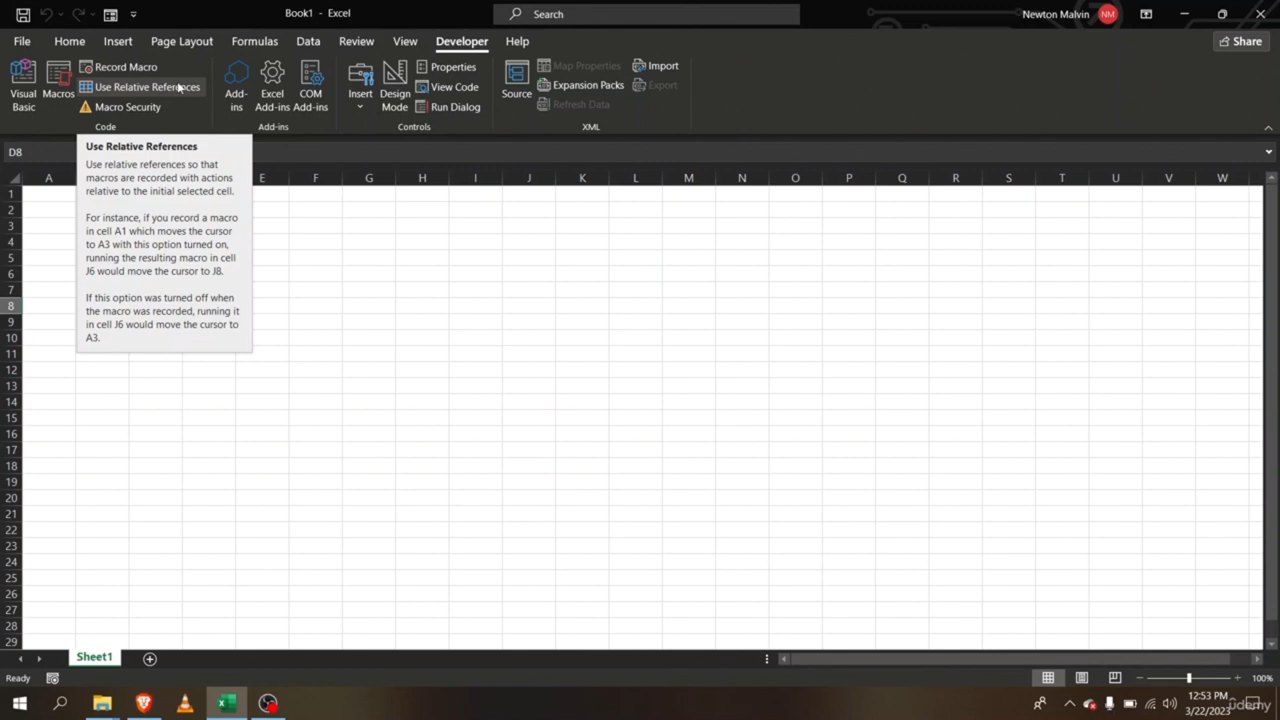 Book1 - Excel
Search
Newton Malvin
NM
File Home Insert Page Layout Formulas Data Review View Developer Help
Share
Visual Basic
Macros
Record Macro
Use Relative References
Macro Security
Code
Add-ins
Excel Add-ins
COM Add-ins
Add-ins
Insert
Design Mode
Properties
View Code
Run Dialog
Controls
Source
Map Properties
Expansion Packs
Refresh Data
Import
Export
XML
D8
Use Relative References
Use relative references so that
macros are recorded with actions
relative to the initial selected cell.
For instance, if you record a macro
in cell A1 which moves the cursor
to A3 with this option turned on,
running the resulting macro in cell
J6 would move the cursor to J8.
If this option was turned off when
the macro was recorded, running it
in cell J6 would move the cursor to
A3.
A E F G H I J K L M N O P Q R S T U V W
1
2
3
4
5
6
7
8
9
10
11
12
13
14
15
16
17
18
19
20
21
22
23
24
25
26
27
28
29
Sheet1
Ready
100%
12:53 PM
3/22/2023
udemy